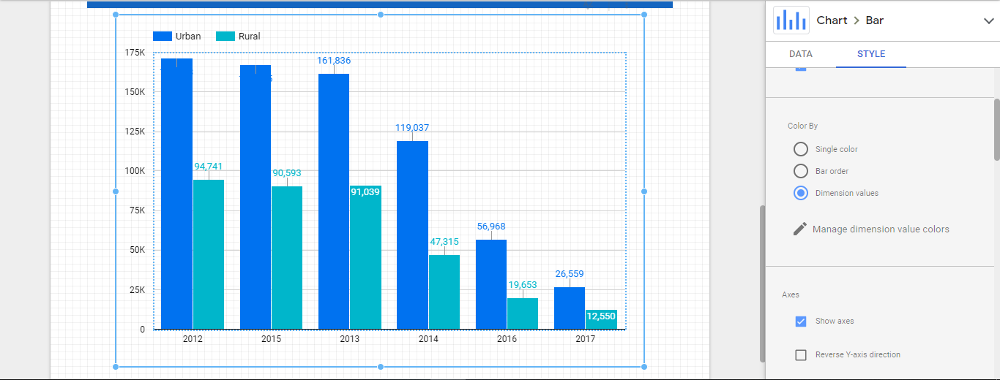 Chart > Bar
DATA STYLE
Urban Rural
175K
150K
125K
100K
75K
50K
25K
0
161,836
119,037
94,741
90,593
91,039
56,968
47,315
26,559
19,653
12,550
2012 2015 2013 2014 2016 2017
Color By
Single color
Bar order
Dimension values
Manage dimension value colors
Axes
Show axes
Reverse Y-axis direction